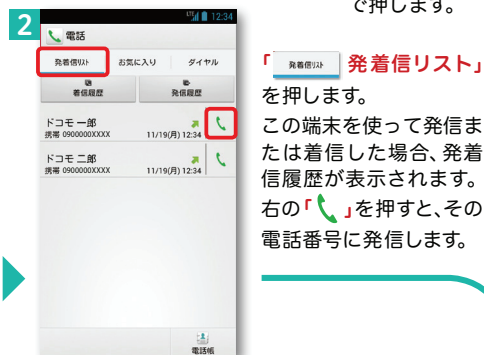 で押します。
2
12:34
電話
発着信リスト
お気に入り
ダイヤル
着信履歴
発信履歴
ドコモ 一郎
携帯 0900000XXXX
11/19(月) 12:34
ドコモ 二郎
携帯 0900000XXXX
11/19(月) 12:34
電話帳
「 発着信リスト 発着信リスト」
を押します。
この端末を使って発信ま
たは着信した場合、発着
信履歴が表示されます。
右の「 」を押すと、その
電話番号に発信します。